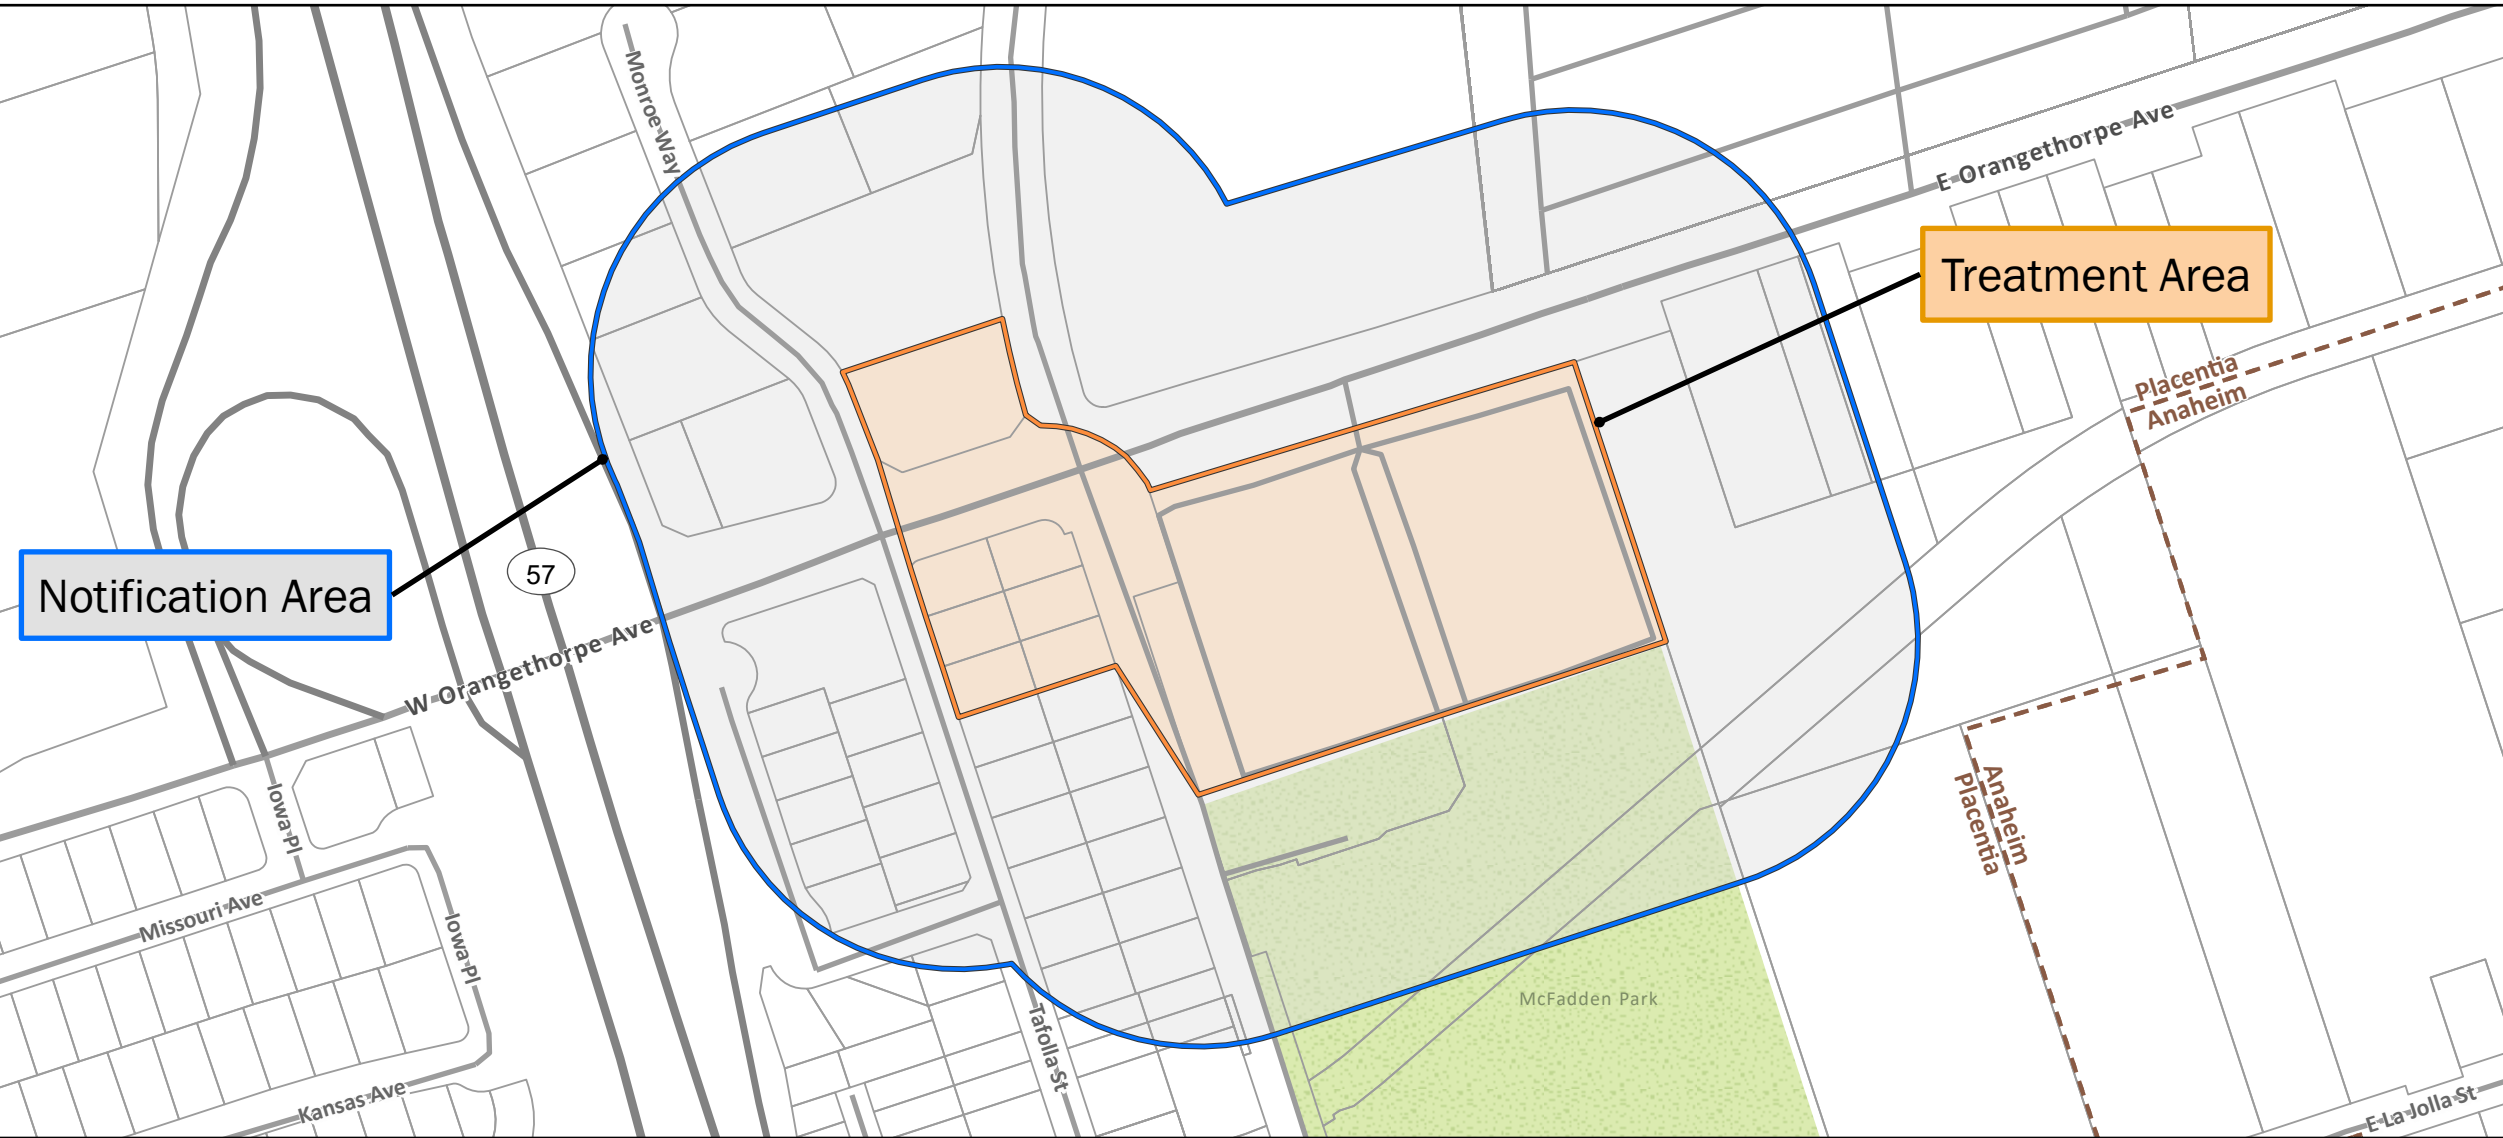 Monroe Way
E Orangethorpe Ave
Treatment Area
Placentia
Anaheim
57
Notification Area
W Orangethorpe Ave
Iowa Pl
Anaheim
Placentia
Missouri Ave
Iowa Pl
McFadden Park
Tafolla St
Kansas Ave
E La Jolla St